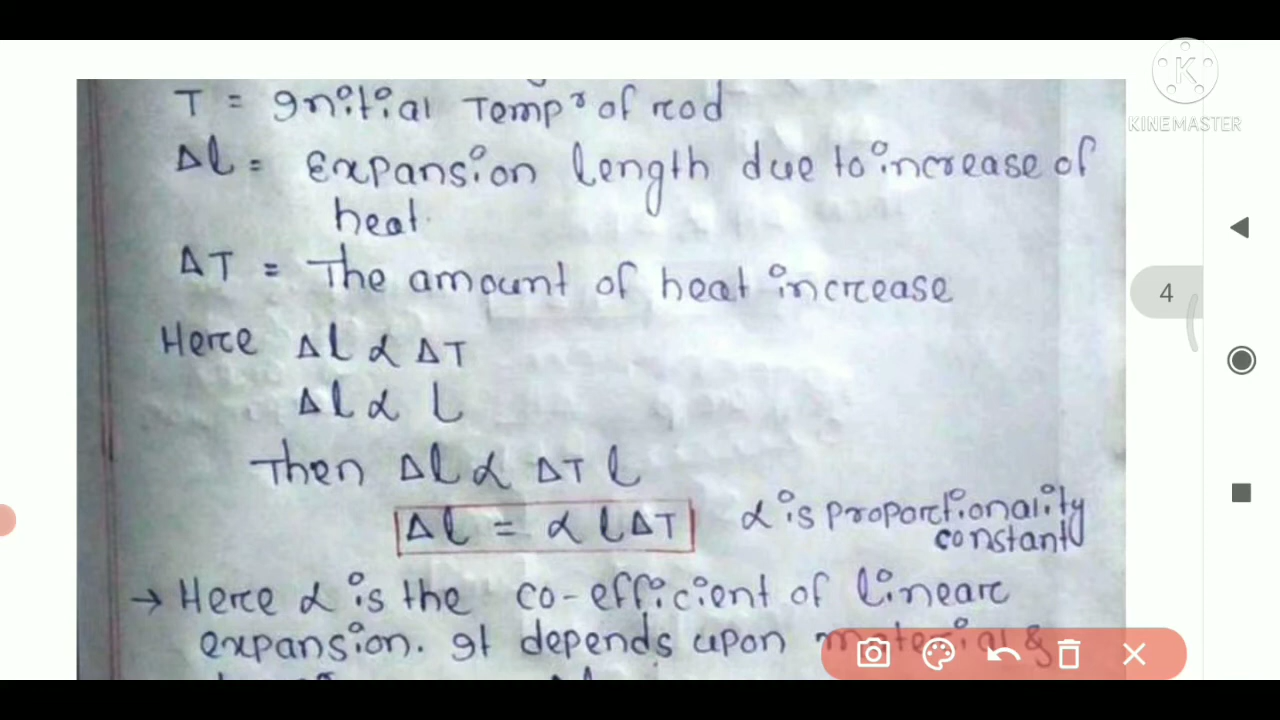 T = Initial Tempr of rod
Δl = Expansion length due to increase of
heat.
ΔT = The amount of heat increase
Here Δl α ΔT
Δl α l
Then Δl α ΔT l
Δl = α l ΔT α is proportionality
constant
→ Here α is the co-efficient of linear
expansion. It depends upon material &
KINEMASTER
4